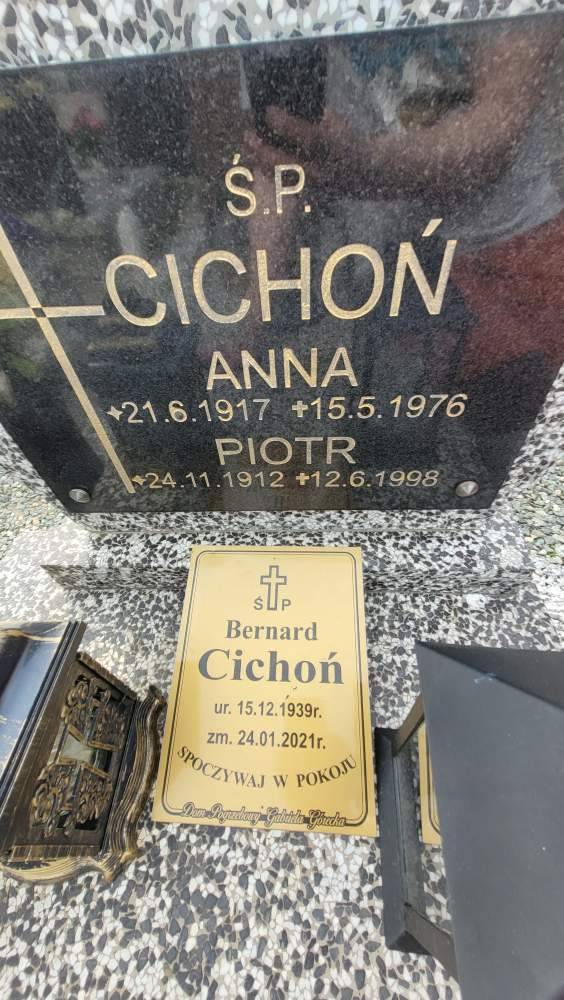 Ś.P.
CICHOŃ
ANNA
21.6.1917 15.5.1976
PIOTR
24.11.1912 12.6.1998
Ś P
Bernard
Cichoń
ur. 15.12.1939r.
zm. 24.01.2021r.
SPOCZYWAJ W POKOJU
Dom Pogrzebowy Gabriela Górecka